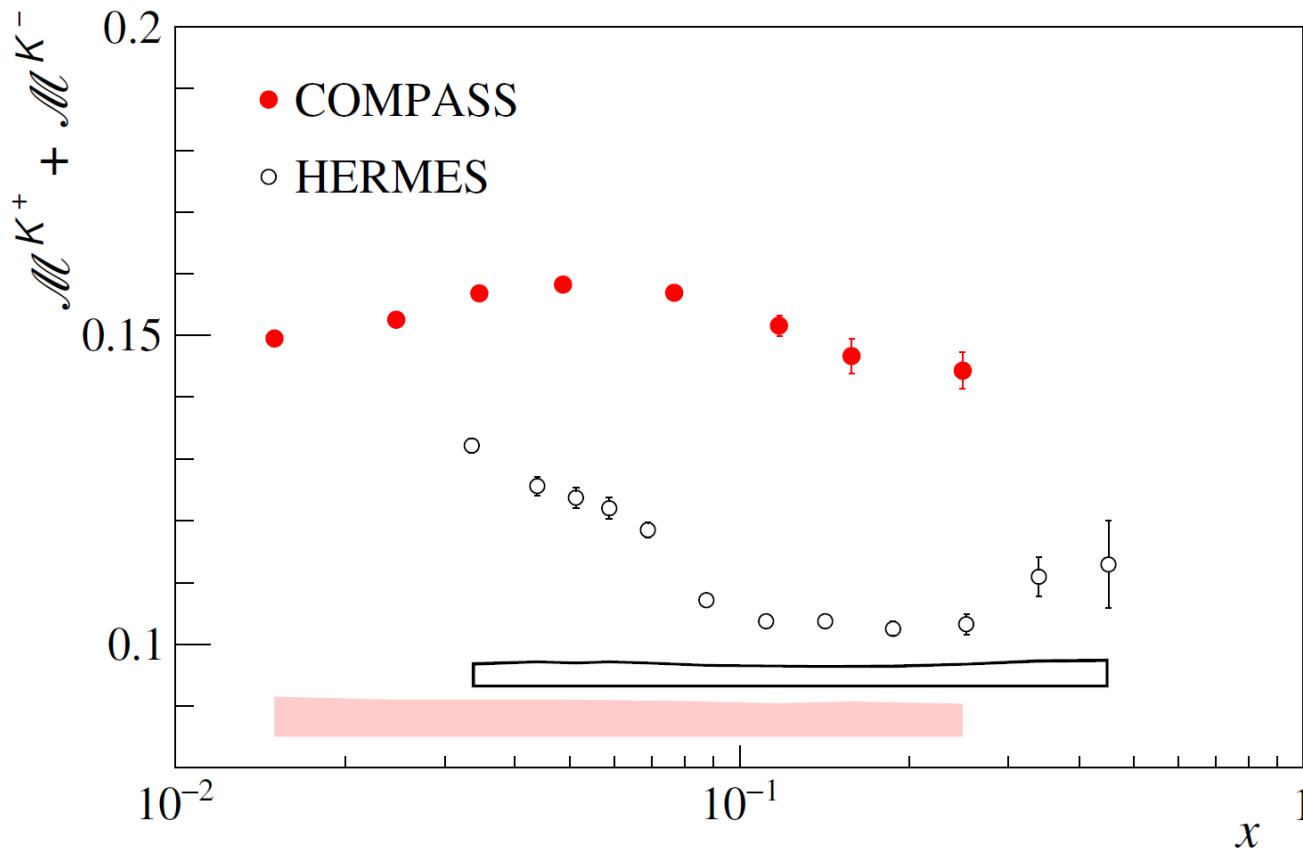 0.2
ℳ^{K⁺} + ℳ^{K⁻}
COMPASS
HERMES
0.15
0.1
10⁻² 10⁻¹ 1
x